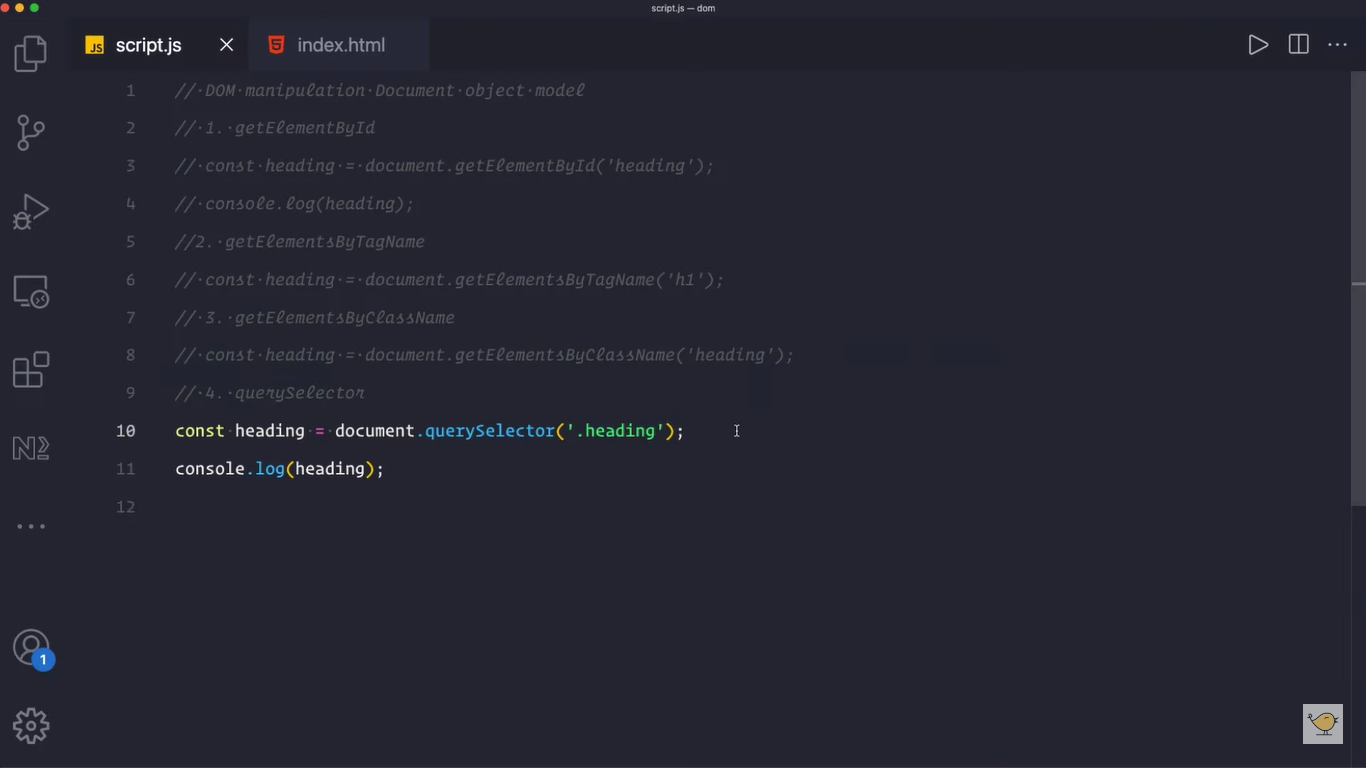 script.js — dom
JS script.js
index.html
1 // DOM manipulation Document object model
2 // 1. getElementById
3 // const heading = document.getElementById('heading');
4 // console.log(heading);
5 //2. getElementsByTagName
6 // const heading = document.getElementsByTagName('h1');
7 // 3. getElementsByClassName
8 // const heading = document.getElementsByClassName('heading');
9 // 4. querySelector
10 const heading = document.querySelector('.heading');
11 console.log(heading);
12
1